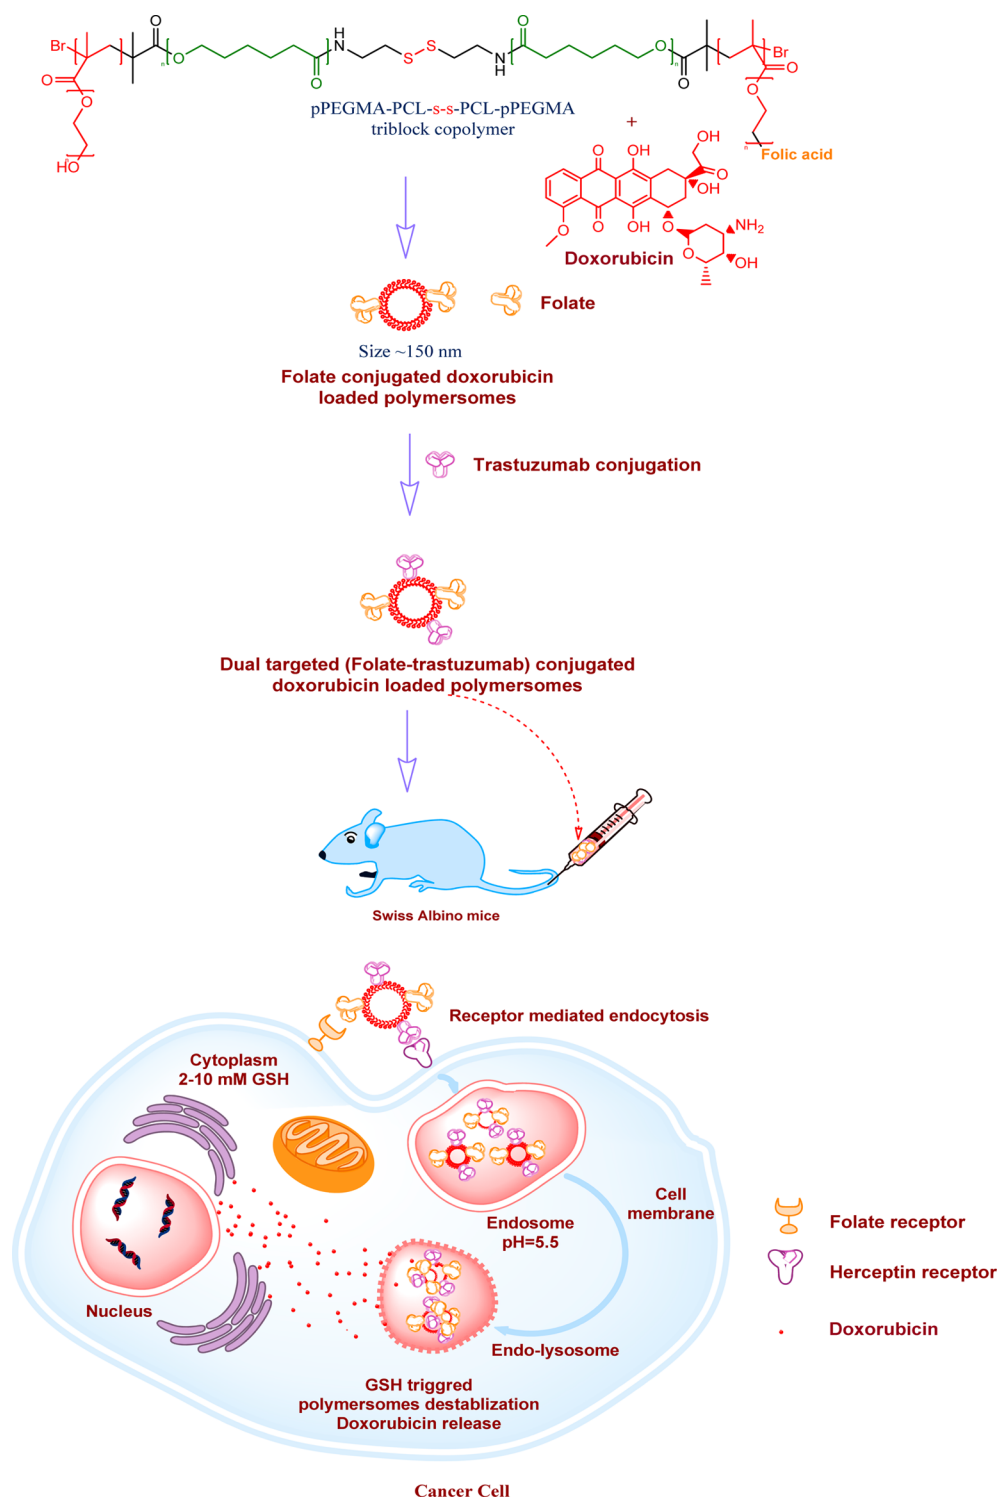 O
O
Br
O
n
O
O
H
N
S
S
N
H
O
n
O
Br
O
O
O
n
HO
O
n
Folic acid
pPEGMA-PCL-s-s-PCL-pPEGMA
triblock copolymer
+
O
OH
OH
O
OH
O
O
OH
O
O
NH2
O
OH
Doxorubicin
Folate
Size ~150 nm
Folate conjugated doxorubicin
loaded polymersomes
Trastuzumab conjugation
Dual targeted (Folate-trastuzumab) conjugated
doxorubicin loaded polymersomes
Swiss Albino mice
Receptor mediated endocytosis
Cytoplasm
2-10 mM GSH
Endosome
pH=5.5
Cell
membrane
Nucleus
Endo-lysosome
GSH triggred
polymersomes destablization
Doxorubicin release
Folate receptor
Herceptin receptor
Doxorubicin
Cancer Cell